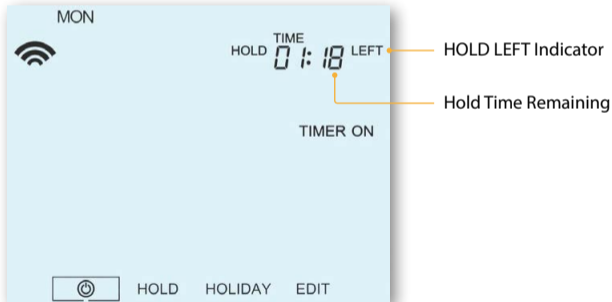 MON
TIME
HOLD 01:18 LEFT
HOLD LEFT Indicator
Hold Time Remaining
TIMER ON
HOLD HOLIDAY EDIT